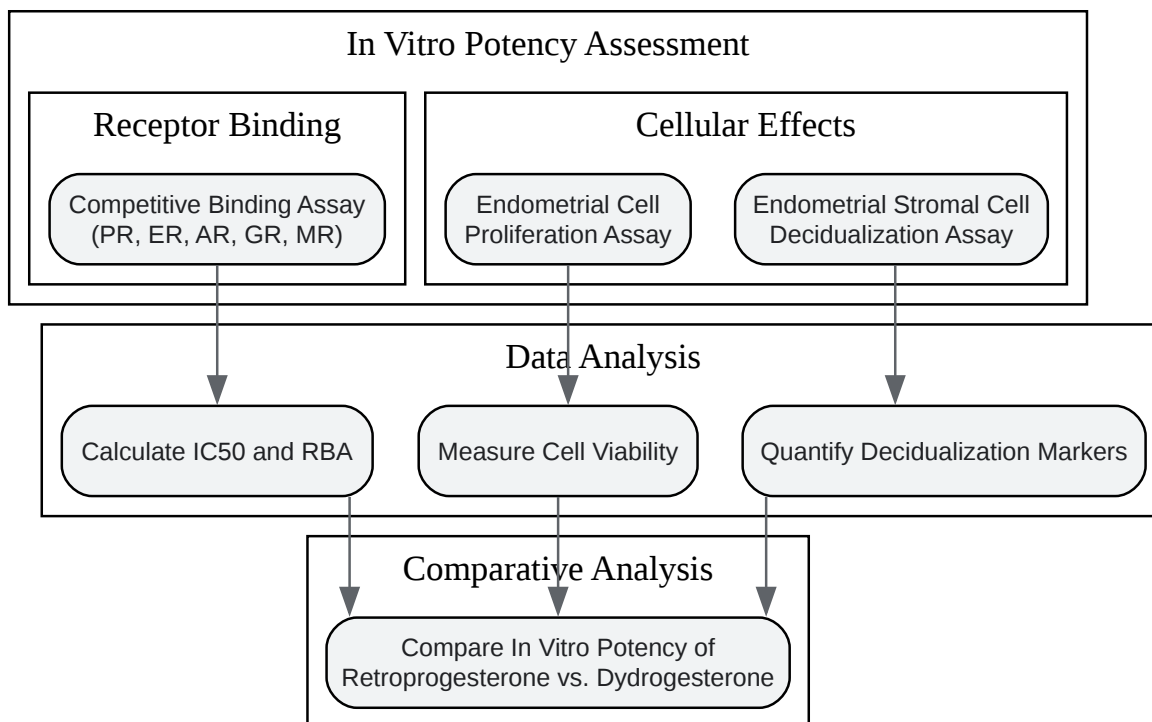 In Vitro Potency Assessment
Receptor Binding
Cellular Effects
Competitive Binding Assay
(PR, ER, AR, GR, MR)
Endometrial Cell
Proliferation Assay
Endometrial Stromal Cell
Decidualization Assay
Data Analysis
Calculate IC50 and RBA
Measure Cell Viability
Quantify Decidualization Markers
Comparative Analysis
Compare In Vitro Potency of
Retroprogesterone vs. Dydrogesterone